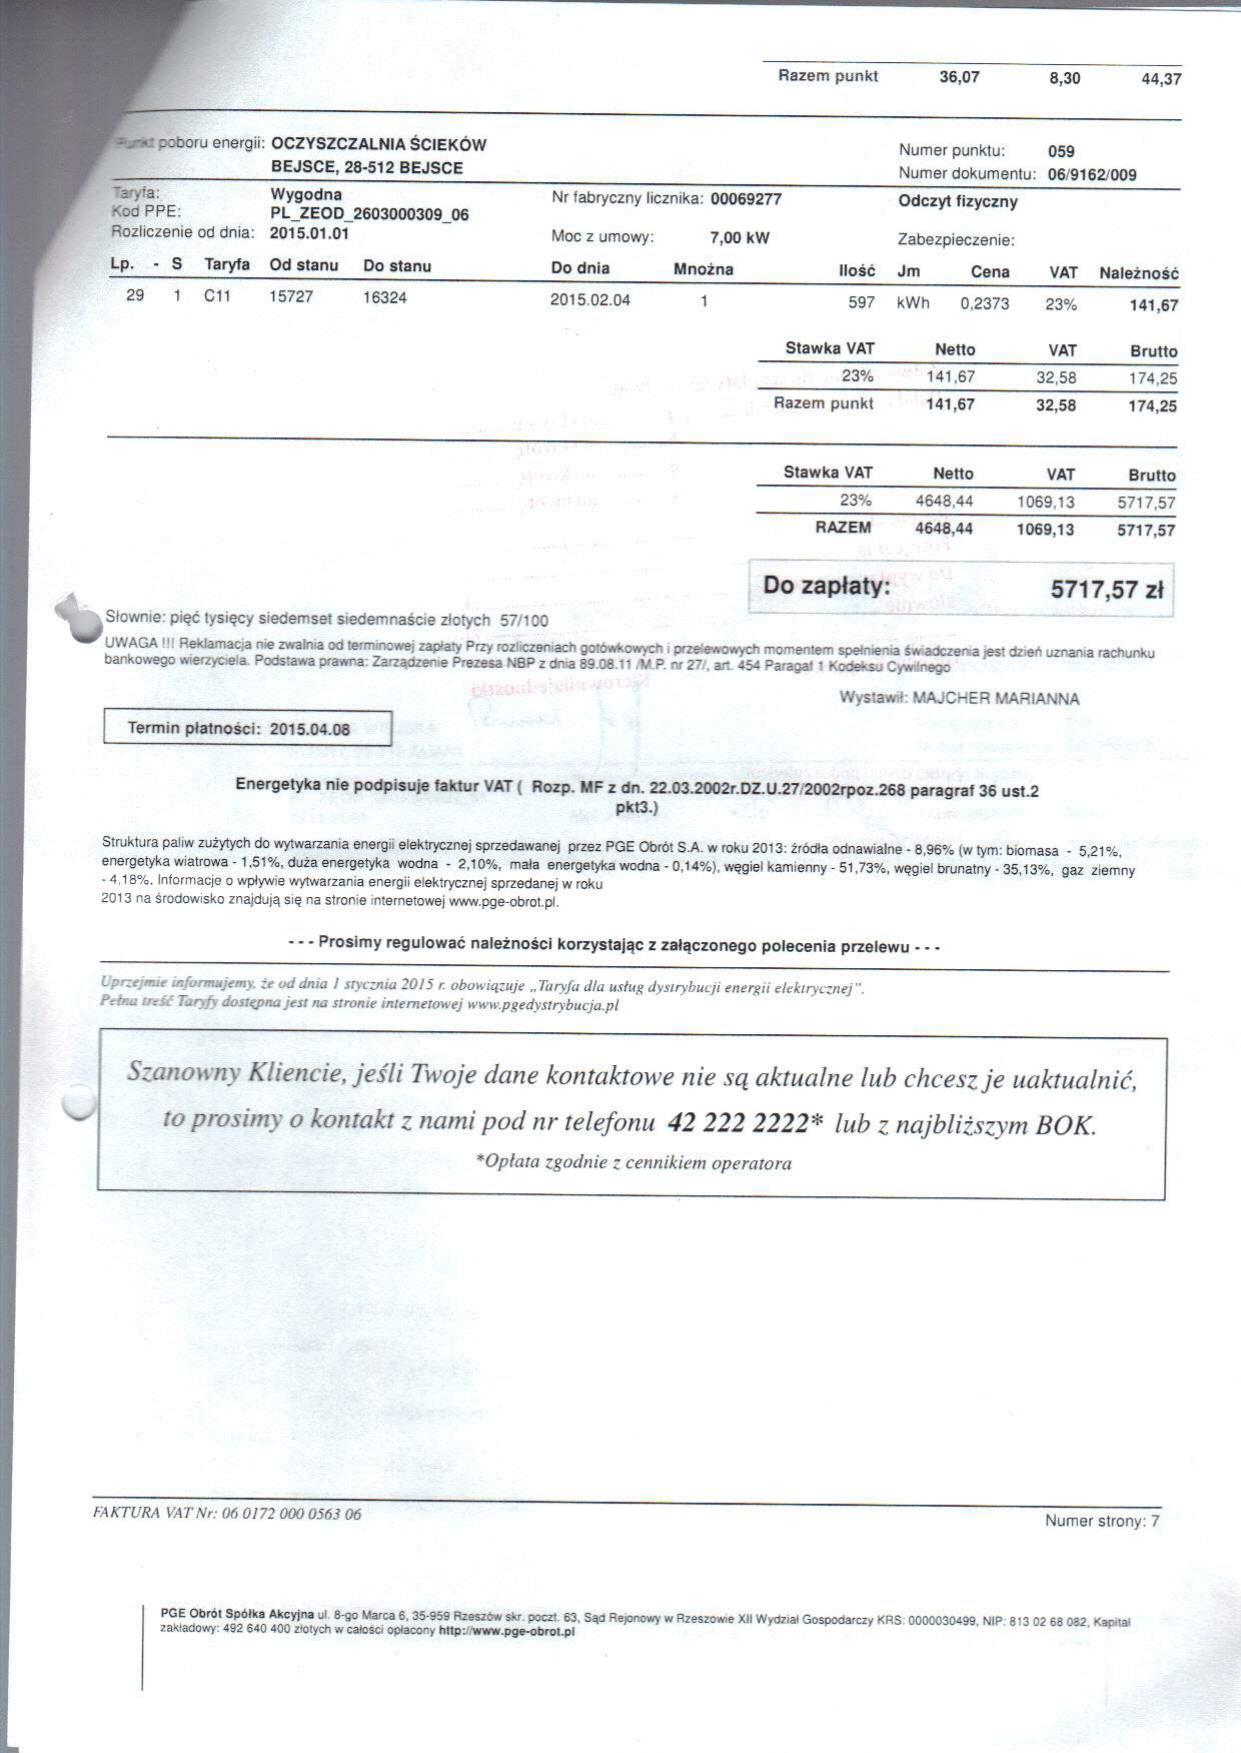 Razem punkt 36,07 8,30 44,37
Punkt poboru energii: OCZYSZCZALNIA ŚCIEKÓW
BEJSCE, 28-512 BEJSCE
Numer punktu: 059
Numer dokumentu: 06/9162/009
Taryfa: Wygodna Nr fabryczny licznika: 00069277 Odczyt fizyczny
Kod PPE: PL_ZEOD_2603000309_06
Rozliczenie od dnia: 2015.01.01 Moc z umowy: 7,00 kW Zabezpieczenie:
Lp. - S Taryfa Od stanu Do stanu Do dnia Mnożna Ilość Jm Cena VAT Należność
29 1 C11 15727 16324 2015.02.04 1 597 kWh 0,2373 23% 141,67
Stawka VAT Netto VAT Brutto
23% 141,67 32,58 174,25
Razem punkt 141,67 32,58 174,25
Stawka VAT Netto VAT Brutto
23% 4648,44 1069,13 5717,57
RAZEM 4648,44 1069,13 5717,57
Do zapłaty: 5717,57 zł
Słownie: pięć tysięcy siedemset siedemnaście złotych 57/100
UWAGA !!! Reklamacja nie zwalnia od terminowej zapłaty Przy rozliczeniach gotówkowych i przelewowych momentem spełnienia świadczenia jest dzień uznania rachunku
bankowego wierzyciela. Podstawa prawna: Zarządzenie Prezesa NBP z dnia 89.08.11 /M.P. nr 27/, art. 454 Paragaf 1 Kodeksu Cywilnego
Wystawił: MAJCHER MARIANNA
Termin płatności: 2015.04.08
Energetyka nie podpisuje faktur VAT ( Rozp. MF z dn. 22.03.2002r.DZ.U.27/2002rpoz.268 paragraf 36 ust.2
pkt3.)
Struktura paliw zużytych do wytwarzania energii elektrycznej sprzedawanej przez PGE Obrót S.A. w roku 2013: źródła odnawialne - 8,96% (w tym: biomasa - 5,21%,
energetyka wiatrowa - 1,51%, duża energetyka wodna - 2,10%, mała energetyka wodna - 0,14%), węgiel kamienny - 51,73%, węgiel brunatny - 35,13%, gaz ziemny
- 4,18%. Informacje o wpływie wytwarzania energii elektrycznej sprzedanej w roku
2013 na środowisko znajdują się na stronie internetowej www.pge-obrot.pl.
- - - Prosimy regulować należności korzystając z załączonego polecenia przelewu - - -
Uprzejmie informujemy, że od dnia 1 stycznia 2015 r. obowiązuje „Taryfa dla usług dystrybucji energii elektrycznej".
Pełna treść Taryfy dostępna jest na stronie internetowej www.pgedystrybucja.pl
Szanowny Kliencie, jeśli Twoje dane kontaktowe nie są aktualne lub chcesz je uaktualnić,
to prosimy o kontakt z nami pod nr telefonu 42 222 2222* lub z najbliższym BOK.
*Opłata zgodnie z cennikiem operatora
FAKTURA VAT Nr: 06 0172 000 0563 06
Numer strony: 7
PGE Obrót Spółka Akcyjna ul. 8-go Marca 6, 35-959 Rzeszów skr. poczt. 63, Sąd Rejonowy w Rzeszowie XII Wydział Gospodarczy KRS: 0000030499, NIP: 813 02 68 082, Kapitał
zakładowy: 492 640 400 złotych w całości opłacony http://www.pge-obrot.pl